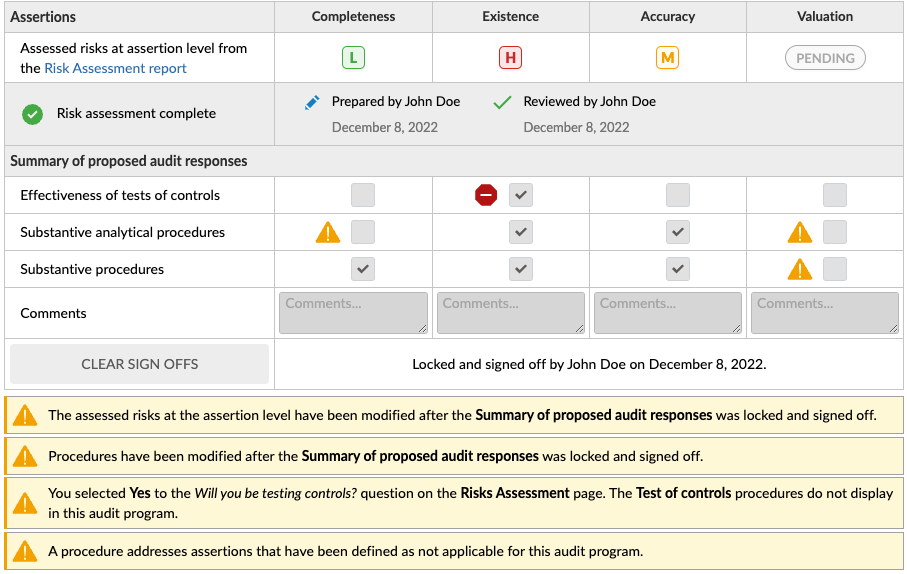 Assertions Completeness Existence Accuracy Valuation
Assessed risks at assertion level from
the Risk Assessment report L H M PENDING
Risk assessment complete Prepared by John Doe Reviewed by John Doe
December 8, 2022 December 8, 2022
Summary of proposed audit responses
Effectiveness of tests of controls
Substantive analytical procedures
Substantive procedures
Comments Comments... Comments... Comments... Comments...
CLEAR SIGN OFFS Locked and signed off by John Doe on December 8, 2022.
The assessed risks at the assertion level have been modified after the Summary of proposed audit responses was locked and signed off.
Procedures have been modified after the Summary of proposed audit responses was locked and signed off.
You selected Yes to the Will you be testing controls? question on the Risks Assessment page. The Test of controls procedures do not display
in this audit program.
A procedure addresses assertions that have been defined as not applicable for this audit program.